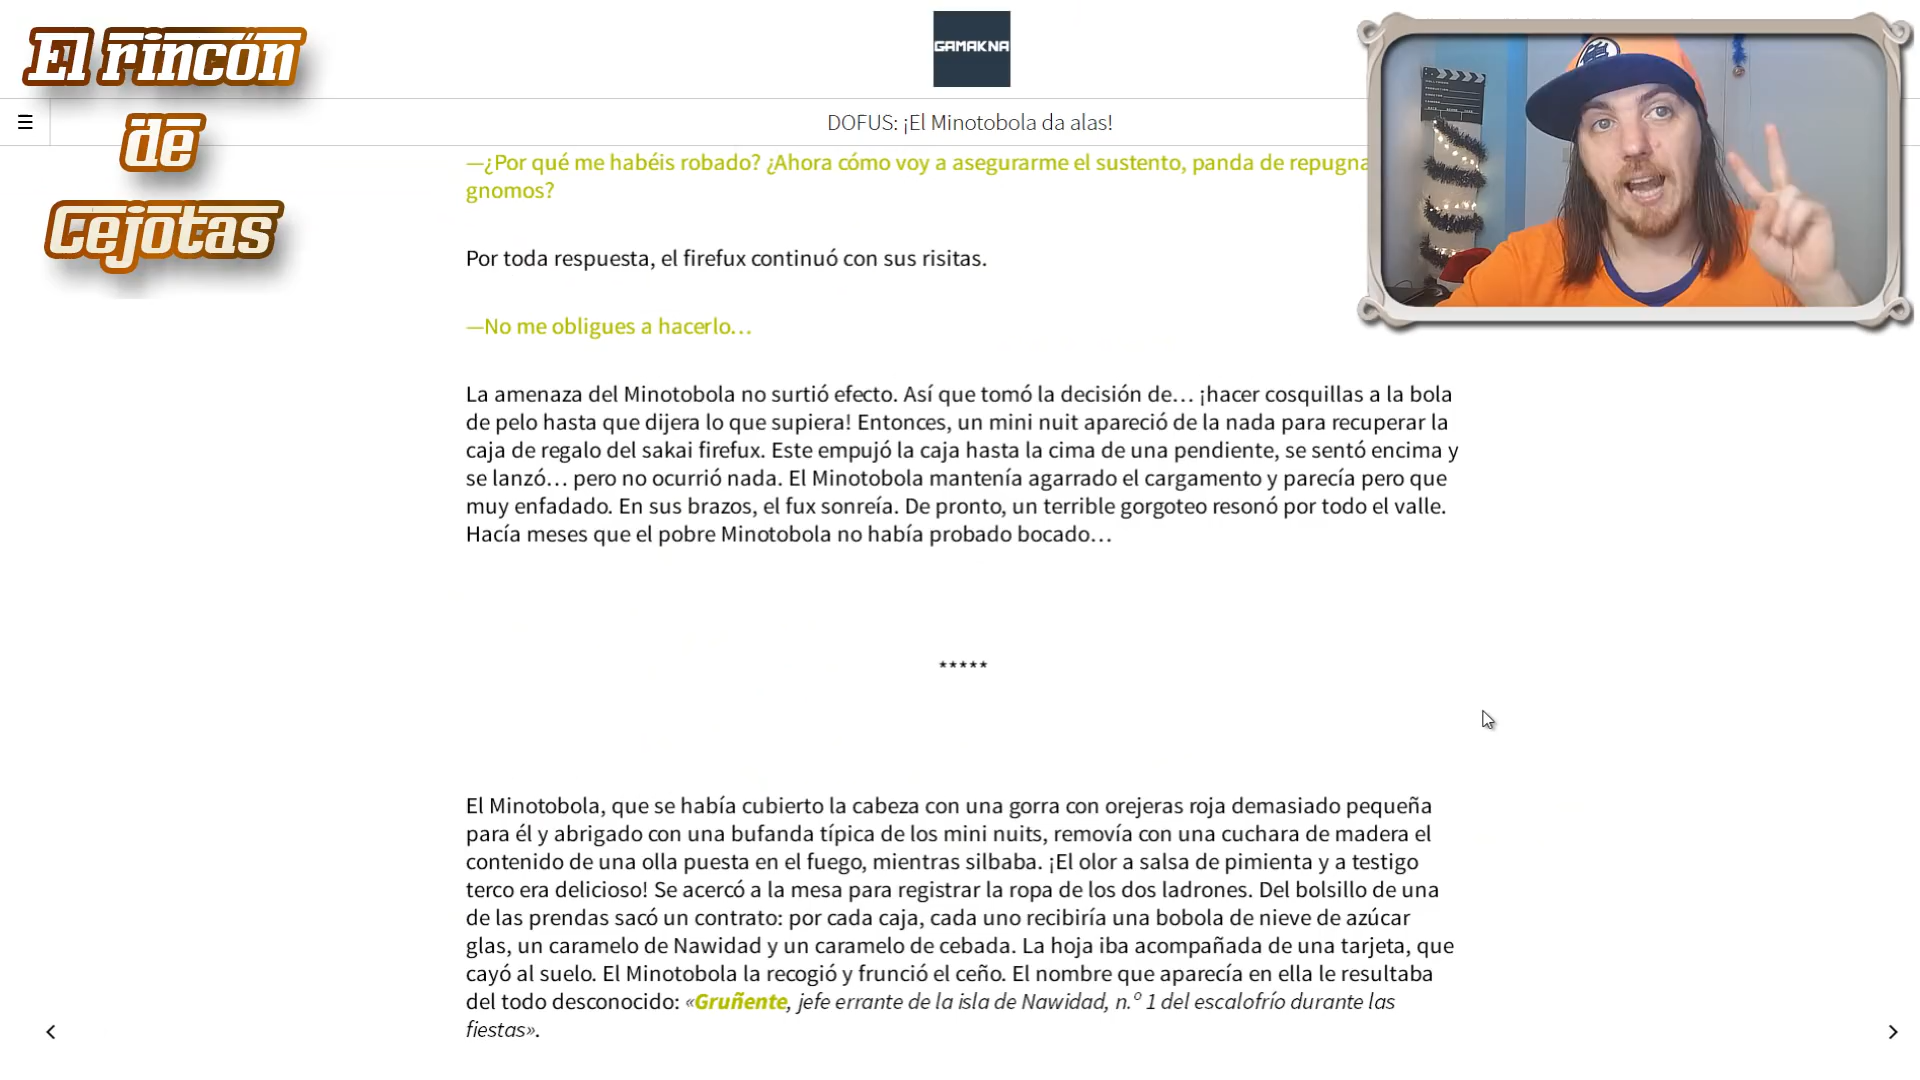 El rincón
de
Cejotas
GAMAKNA
☰
DOFUS: ¡El Minotobola da alas!
—¿Por qué me habéis robado? ¿Ahora cómo voy a asegurarme el sustento, panda de
gnomos?
Por toda respuesta, el firefux continuó con sus risitas.
—No me obligues a hacerlo…
La amenaza del Minotobola no surtió efecto. Así que tomó la decisión de… ¡hacer cosquillas a la bola
de pelo hasta que dijera lo que supiera! Entonces, un mini nuit apareció de la nada para recuperar la
caja de regalo del sakai firefux. Este empujó la caja hasta la cima de una pendiente, se sentó encima y
se lanzó… pero no ocurrió nada. El Minotobola mantenía agarrado el cargamento y parecía pero que
muy enfadado. En sus brazos, el fux sonreía. De pronto, un terrible gorgoteo resonó por todo el valle.
Hacía meses que el pobre Minotobola no había probado bocado…
*****
El Minotobola, que se había cubierto la cabeza con una gorra con orejeras roja demasiado pequeña
para él y abrigado con una bufanda típica de los mini nuits, removía con una cuchara de madera el
contenido de una olla puesta en el fuego, mientras silbaba. ¡El olor a salsa de pimienta y a testigo
terco era delicioso! Se acercó a la mesa para registrar la ropa de los dos ladrones. Del bolsillo de una
de las prendas sacó un contrato: por cada caja, cada uno recibiría una bobola de nieve de azúcar
glas, un caramelo de Nawidad y un caramelo de cebada. La hoja iba acompañada de una tarjeta, que
cayó al suelo. El Minotobola la recogió y frunció el ceño. El nombre que aparecía en ella le resultaba
del todo desconocido: «Gruñente, jefe errante de la isla de Nawidad, n.º 1 del escalofrío durante las
fiestas».